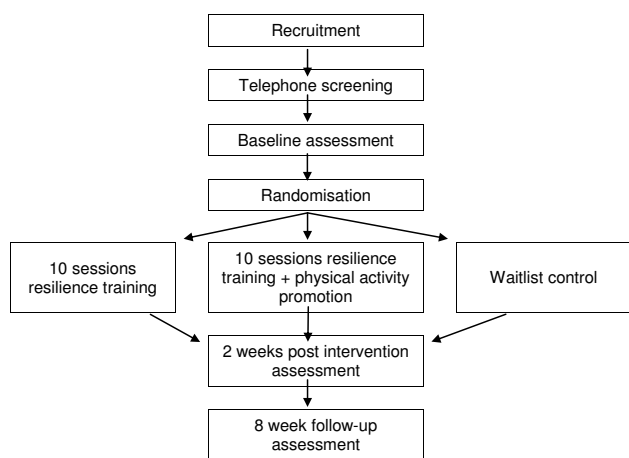 Recruitment
Telephone screening
Baseline assessment
Randomisation
10 sessions
resilience training
10 sessions resilience
training + physical activity
promotion
Waitlist control
2 weeks post intervention
assessment
8 week follow-up
assessment